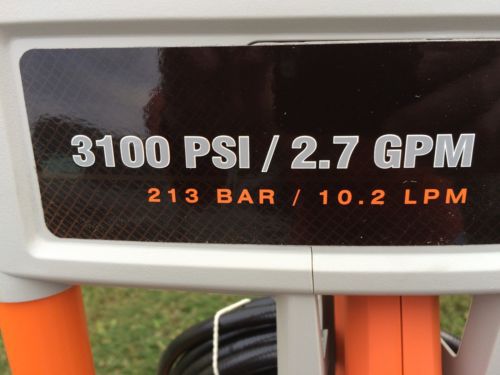 3100 PSI / 2.7 GPM
213 BAR / 10.2 LPM